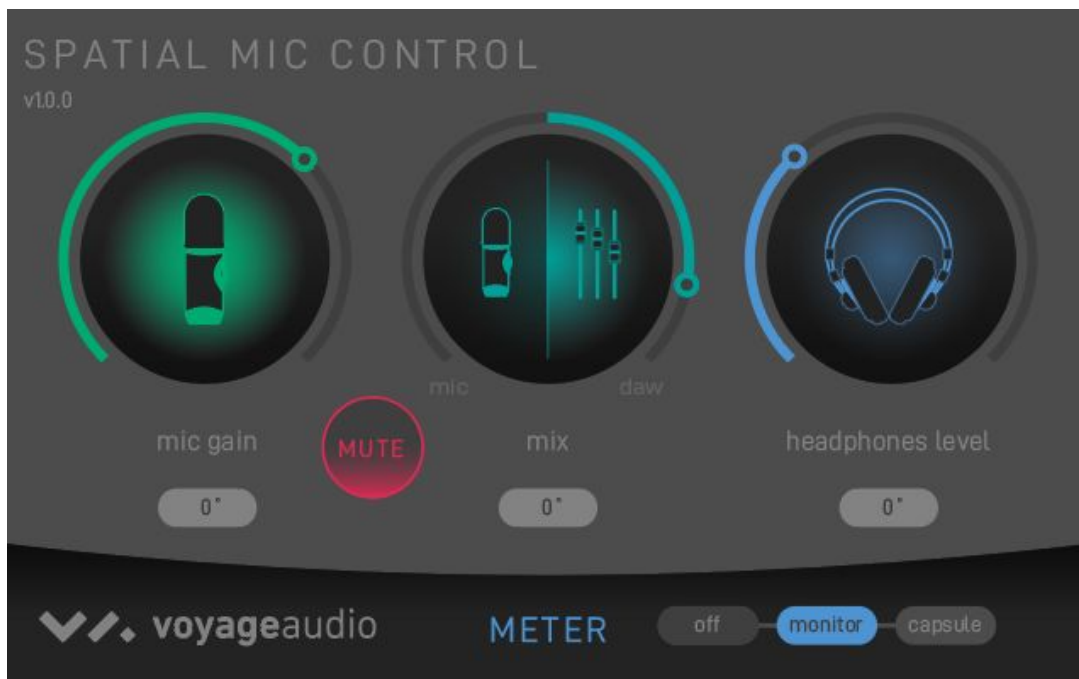 SPATIAL MIC CONTROL
v1.0.0
mic daw
mic gain MUTE mix headphones level
0° 0° 0°
voyageaudio METER off monitor capsule